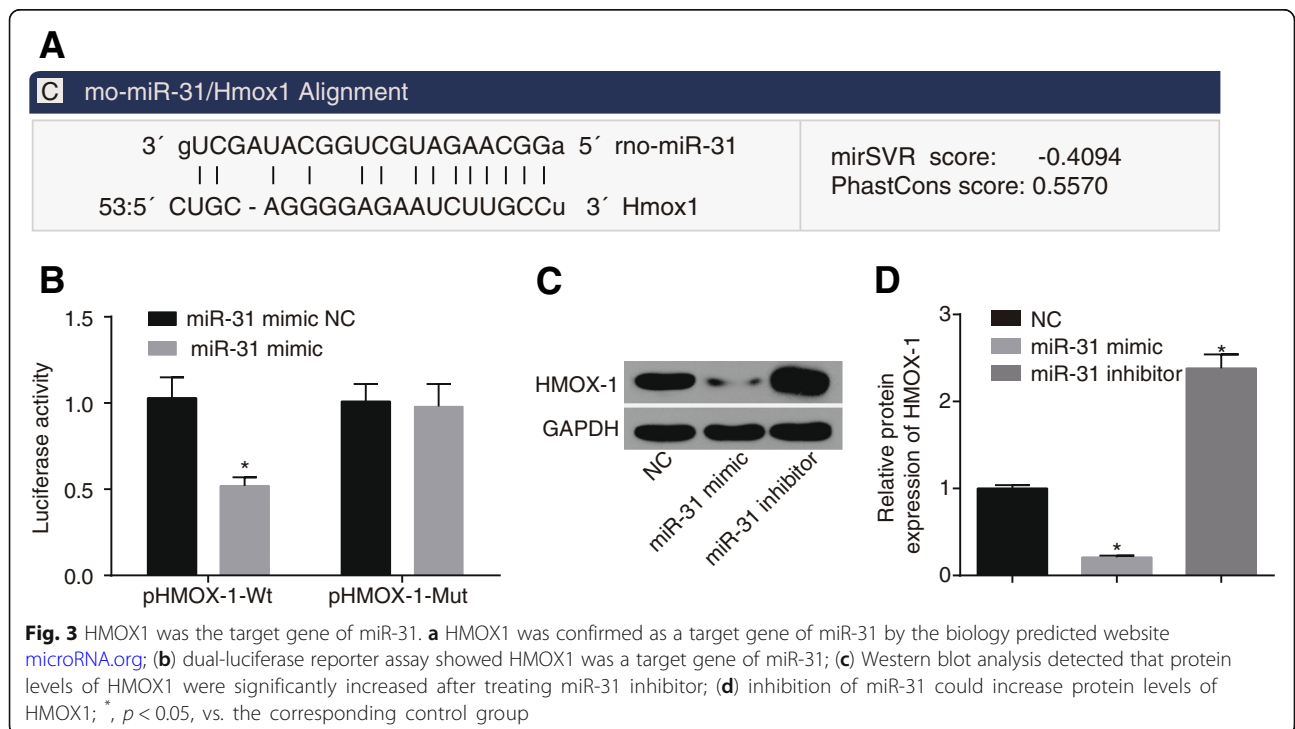 A
C mo-miR-31/Hmox1 Alignment
3´ gUCGAUACGGUCGUAGAACGGa 5´ rno-miR-31
53:5´ CUGC - AGGGGAGAAUCUUGCCu 3´ Hmox1
mirSVR score: -0.4094
PhastCons score: 0.5570
B
miR-31 mimic NC
miR-31 mimic
Luciferase activity
1.5
1.0
0.5
0.0
*
pHMOX-1-Wt
pHMOX-1-Mut
C
HMOX-1
GAPDH
NC
miR-31 mimic
miR-31 inhibitor
D
NC
miR-31 mimic
miR-31 inhibitor
Relative protein
expression of HMOX-1
3
2
1
0
*
*
Fig. 3 HMOX1 was the target gene of miR-31. a HMOX1 was confirmed as a target gene of miR-31 by the biology predicted website
microRNA.org; (b) dual-luciferase reporter assay showed HMOX1 was a target gene of miR-31; (c) Western blot analysis detected that protein
levels of HMOX1 were significantly increased after treating miR-31 inhibitor; (d) inhibition of miR-31 could increase protein levels of
HMOX1; *, p < 0.05, vs. the corresponding control group